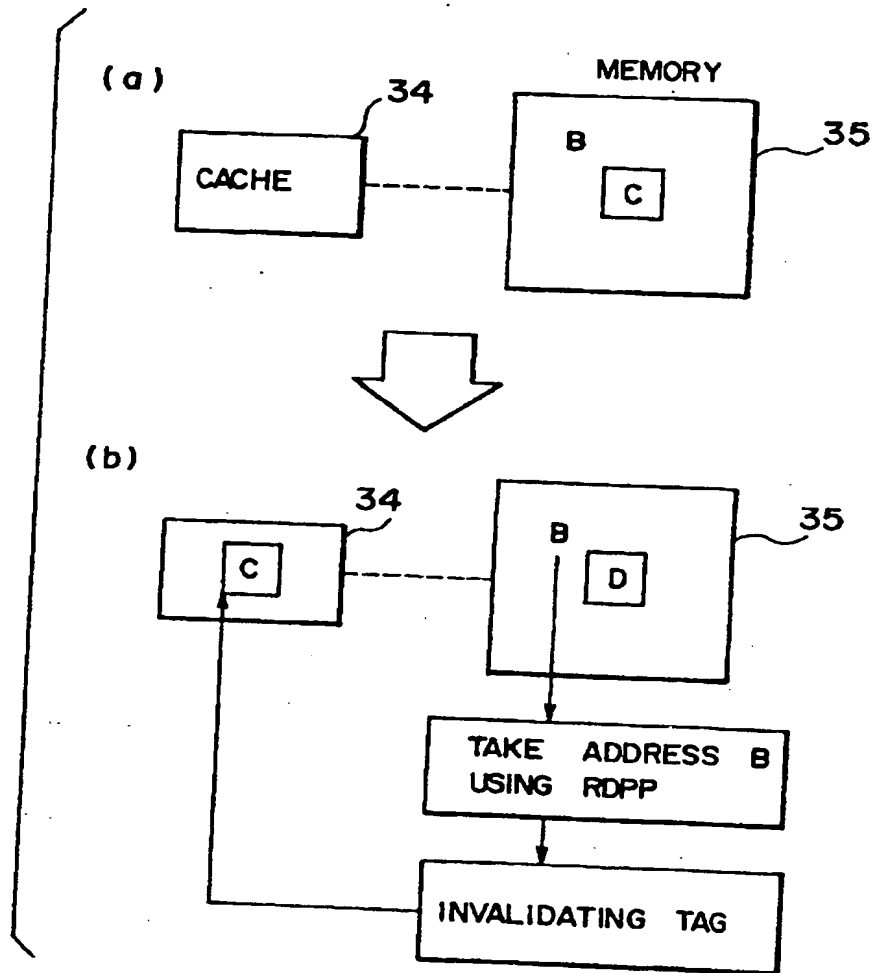 (a)
34
MEMORY
35
CACHE
B
C
(b)
34
35
C
B
D
TAKE ADDRESS B
USING RDPP
INVALIDATING TAG